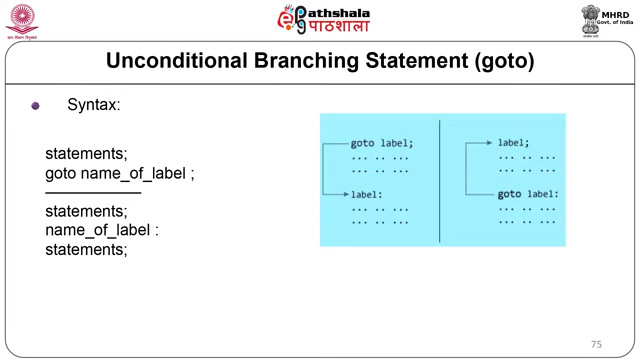 ePathshala
पाठशाला
MHRD
Govt. of India
Unconditional Branching Statement (goto)
Syntax:
statements;
goto name_of_label ;
statements;
name_of_label :
statements;
goto label;
... .. ...
... .. ...
label:
... .. ...
... .. ...
label;
... .. ...
... .. ...
goto label:
... .. ...
... .. ...
75